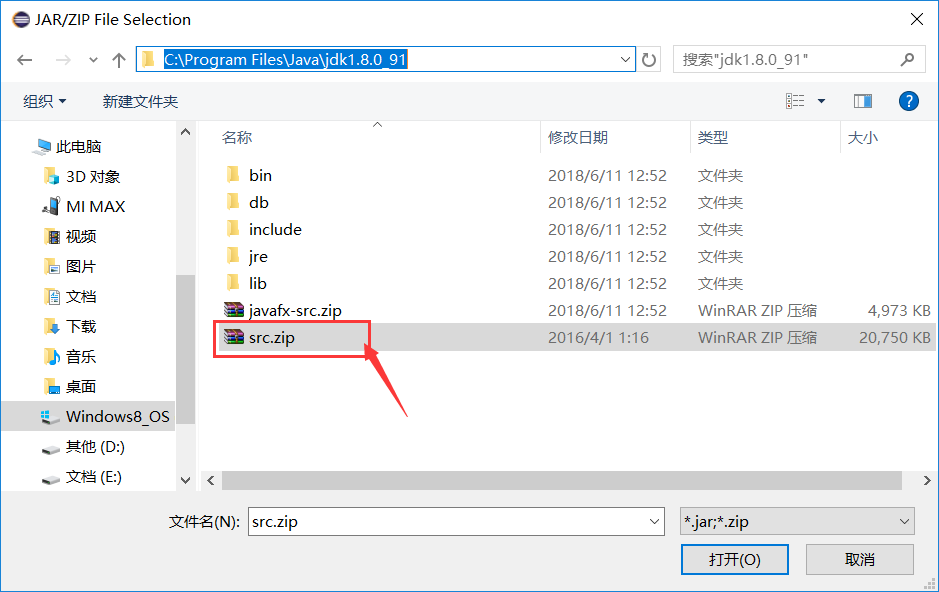 JAR/ZIP File Selection
C:\Program Files\Java\jdk1.8.0_91
搜索"jdk1.8.0_91"
组织 新建文件夹 ?
名称 修改日期 类型 大小
此电脑
3D 对象
MI MAX
视频
图片
文档
下载
音乐
桌面
Windows8_OS
其他 (D:)
文档 (E:)
bin 2018/6/11 12:52 文件夹
db 2018/6/11 12:52 文件夹
include 2018/6/11 12:52 文件夹
jre 2018/6/11 12:52 文件夹
lib 2018/6/11 12:52 文件夹
javafx-src.zip 2018/6/11 12:52 WinRAR ZIP 压缩 4,973 KB
src.zip 2016/4/1 1:16 WinRAR ZIP 压缩 20,750 KB
文件名(N): src.zip *.jar;*.zip
打开(O) 取消